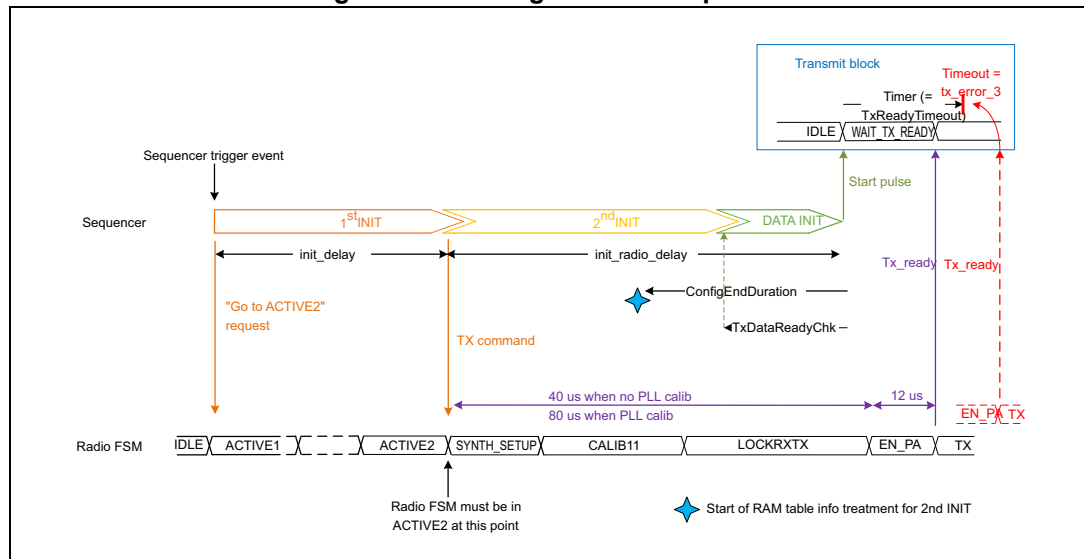 Transmit block
Timeout =
tx_error_3
Timer (=
TxReadyTimeout)
IDLE WAIT_TX_READY
Sequencer trigger event
Start pulse
Sequencer 1st INIT 2nd INIT DATA INIT
init_delay init_radio_delay
Tx_ready Tx_ready
"Go to ACTIVE2"
request
ConfigEndDuration
TX command
TxDataReadyChk
40 us when no PLL calib 12 us
80 us when PLL calib
EN_PA TX
Radio FSM IDLE ACTIVE1 ACTIVE2 SYNTH_SETUP CALIB11 LOCKRXTX EN_PA TX
Radio FSM must be in
ACTIVE2 at this point
Start of RAM table info treatment for 2nd INIT